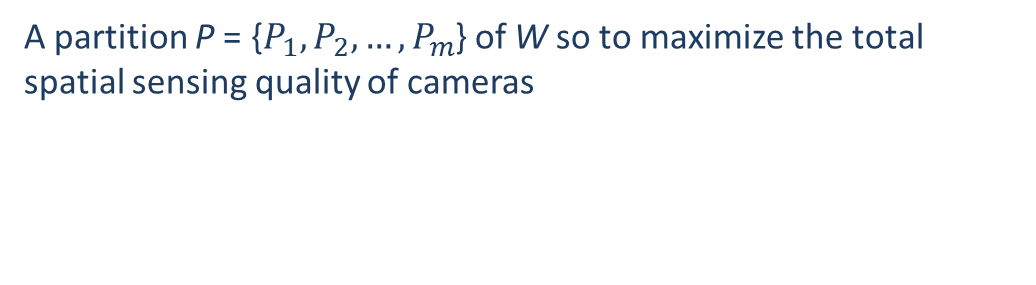 A partition P = {P₁, P₂, ..., Pₘ} of W so to maximize the total
spatial sensing quality of cameras